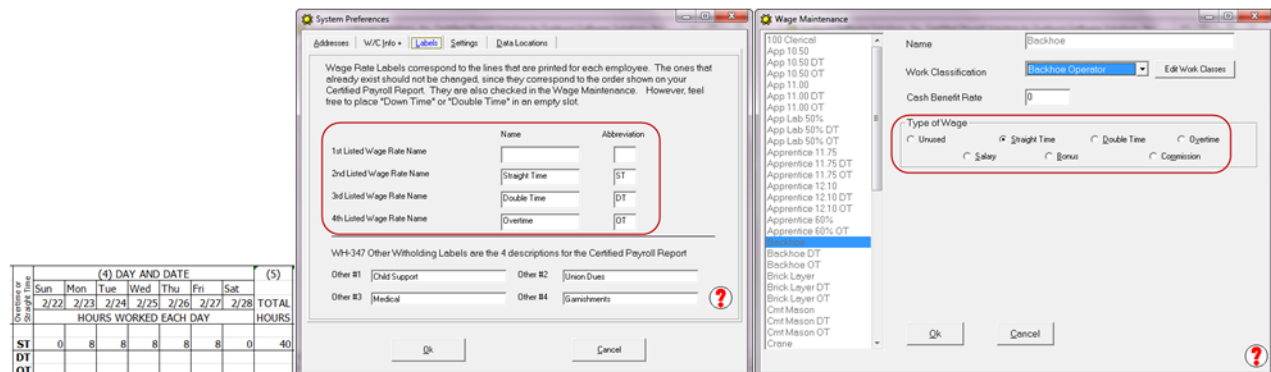 Overtime or
Straight Time
(4) DAY AND DATE
(5)
Sun Mon Tue Wed Thu Fri Sat
2/22 2/23 2/24 2/25 2/26 2/27 2/28 TOTAL
HOURS WORKED EACH DAY HOURS
ST 0 8 8 8 8 8 0 40
DT
OT
System Preferences
Addresses W/C Info + Labels Settings Data Locations
Wage Rate Labels correspond to the lines that are printed for each employee. The ones that
already exist should not be changed, since they correspond to the order shown on your
Certified Payroll Report. They are also checked in the Wage Maintenance. However, feel
free to place "Down Time" or "Double Time" in an empty slot.
Name Abbreviation
1st Listed Wage Rate Name
2nd Listed Wage Rate Name Straight Time ST
3rd Listed Wage Rate Name Double Time DT
4th Listed Wage Rate Name Overtime OT
WH-347 Other Witholding Labels are the 4 descriptions for the Certified Payroll Report
Other #1 Child Support Other #2 Union Dues
Other #3 Medical Other #4 Garnishments
?
Ok Cancel
Wage Maintenance
100 Clerical
App 10.50
App 10.50 DT
App 10.50 OT
App 11.00
App 11.00 DT
App 11.00 OT
App Lab 50%
App Lab 50% DT
App Lab 50% OT
Apprentice 11.75
Apprentice 11.75 DT
Apprentice 11.75 OT
Apprentice 12.10
Apprentice 12.10 DT
Apprentice 12.10 OT
Apprentice 60%
Apprentice 60% OT
Backhoe
Backhoe DT
Backhoe OT
Brick Layer
Brick Layer DT
Brick Layer OT
Cmt Mason
Cmt Mason DT
Cmt Mason OT
Crane
Name Backhoe
Work Classification Backhoe Operator Edit Work Classes
Cash Benefit Rate 0
Type of Wage
Unused Straight Time Double Time Overtime
Salary Bonus Commission
Ok Cancel
?